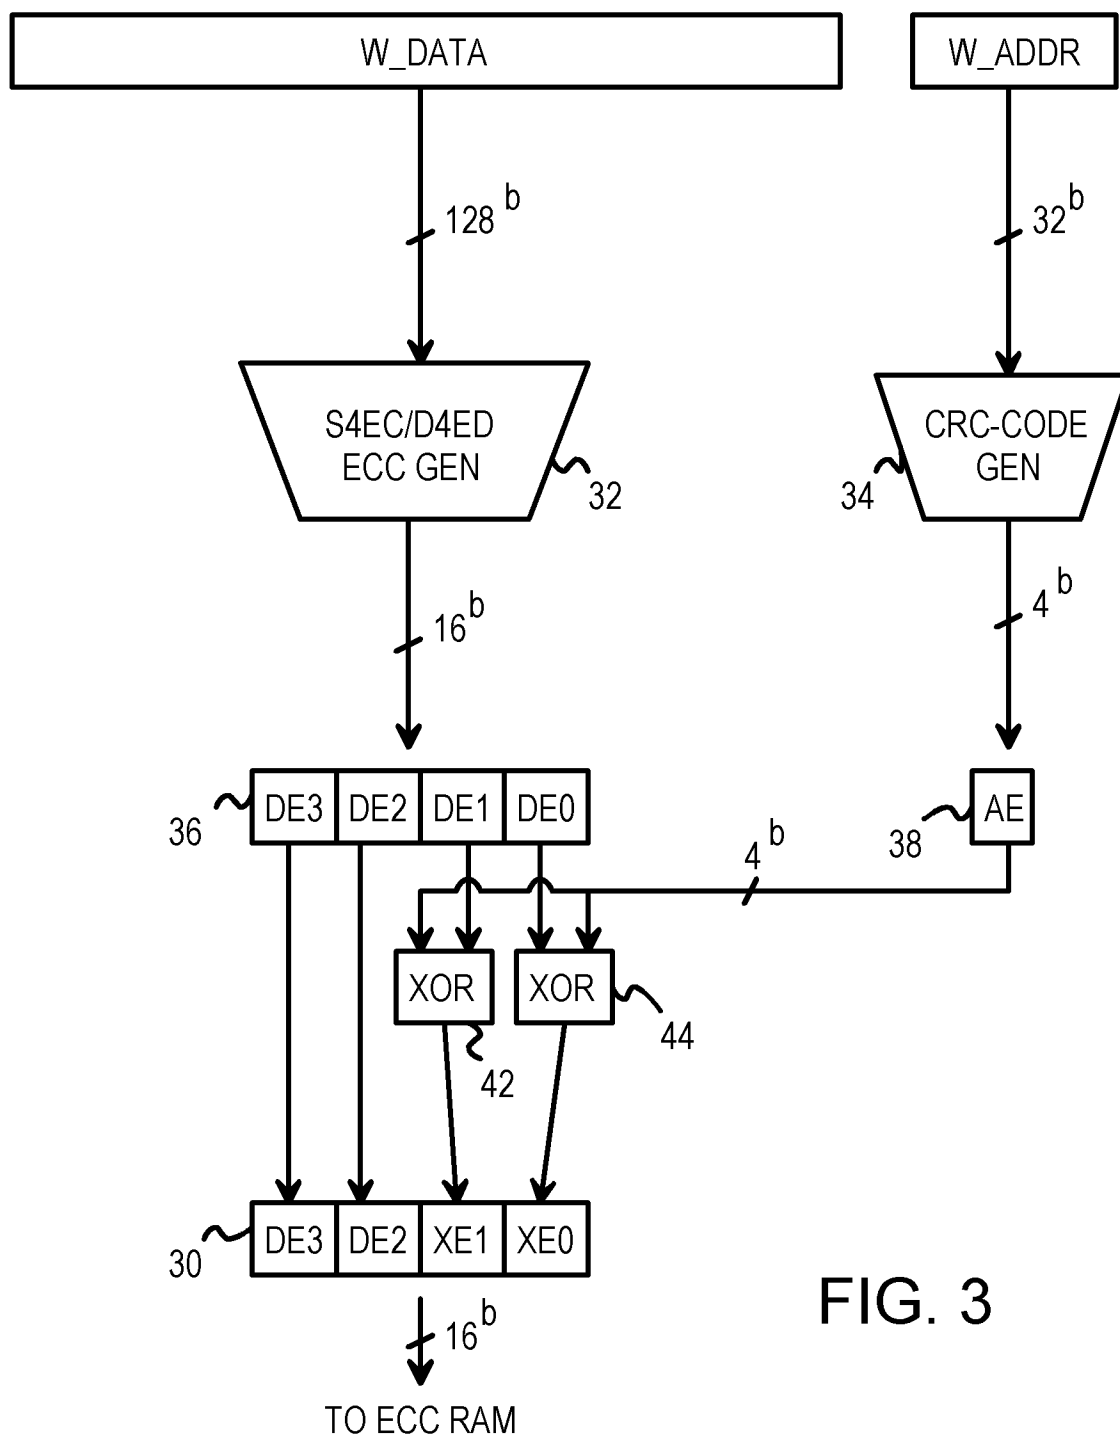 W_DATA
W_ADDR
128 b
32 b
S4EC/D4ED
ECC GEN
32
CRC-CODE
GEN
34
16 b
4 b
DE3 DE2 DE1 DE0
36
AE
38
4 b
XOR
XOR
42
44
DE3 DE2 XE1 XE0
30
16 b
TO ECC RAM
FIG. 3